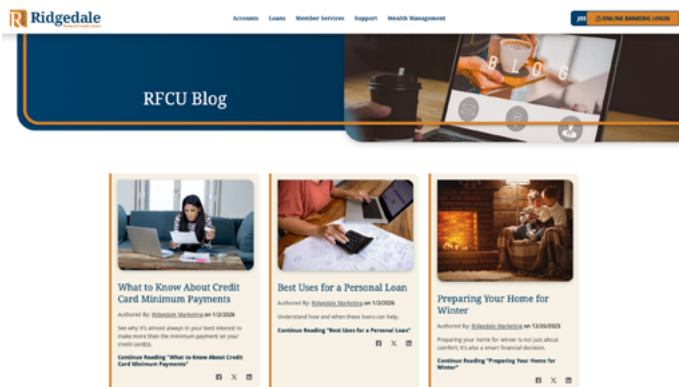 Ridgedale
Accounts Loans Member Services Support Wealth Management
ONLINE BANKING LOGIN
BLOG
RFCU Blog
What to Know About Credit
Card Minimum Payments
Authored By: Ridgedale Marketing on 1/2/2026
See why it's almost always in your best interest to
make more than the minimum payment on your
credit card(s).
Continue Reading "What to Know About Credit
Card Minimum Payments"
Best Uses for a Personal Loan
Authored By: Ridgedale Marketing on 1/2/2026
Understand how and when these loans can help.
Continue Reading "Best Uses for a Personal Loan"
Preparing Your Home for
Winter
Authored By: Ridgedale Marketing on 12/26/2025
Preparing your home for winter is not just about
comfort; it's also a smart financial decision.
Continue Reading "Preparing Your Home for
Winter"